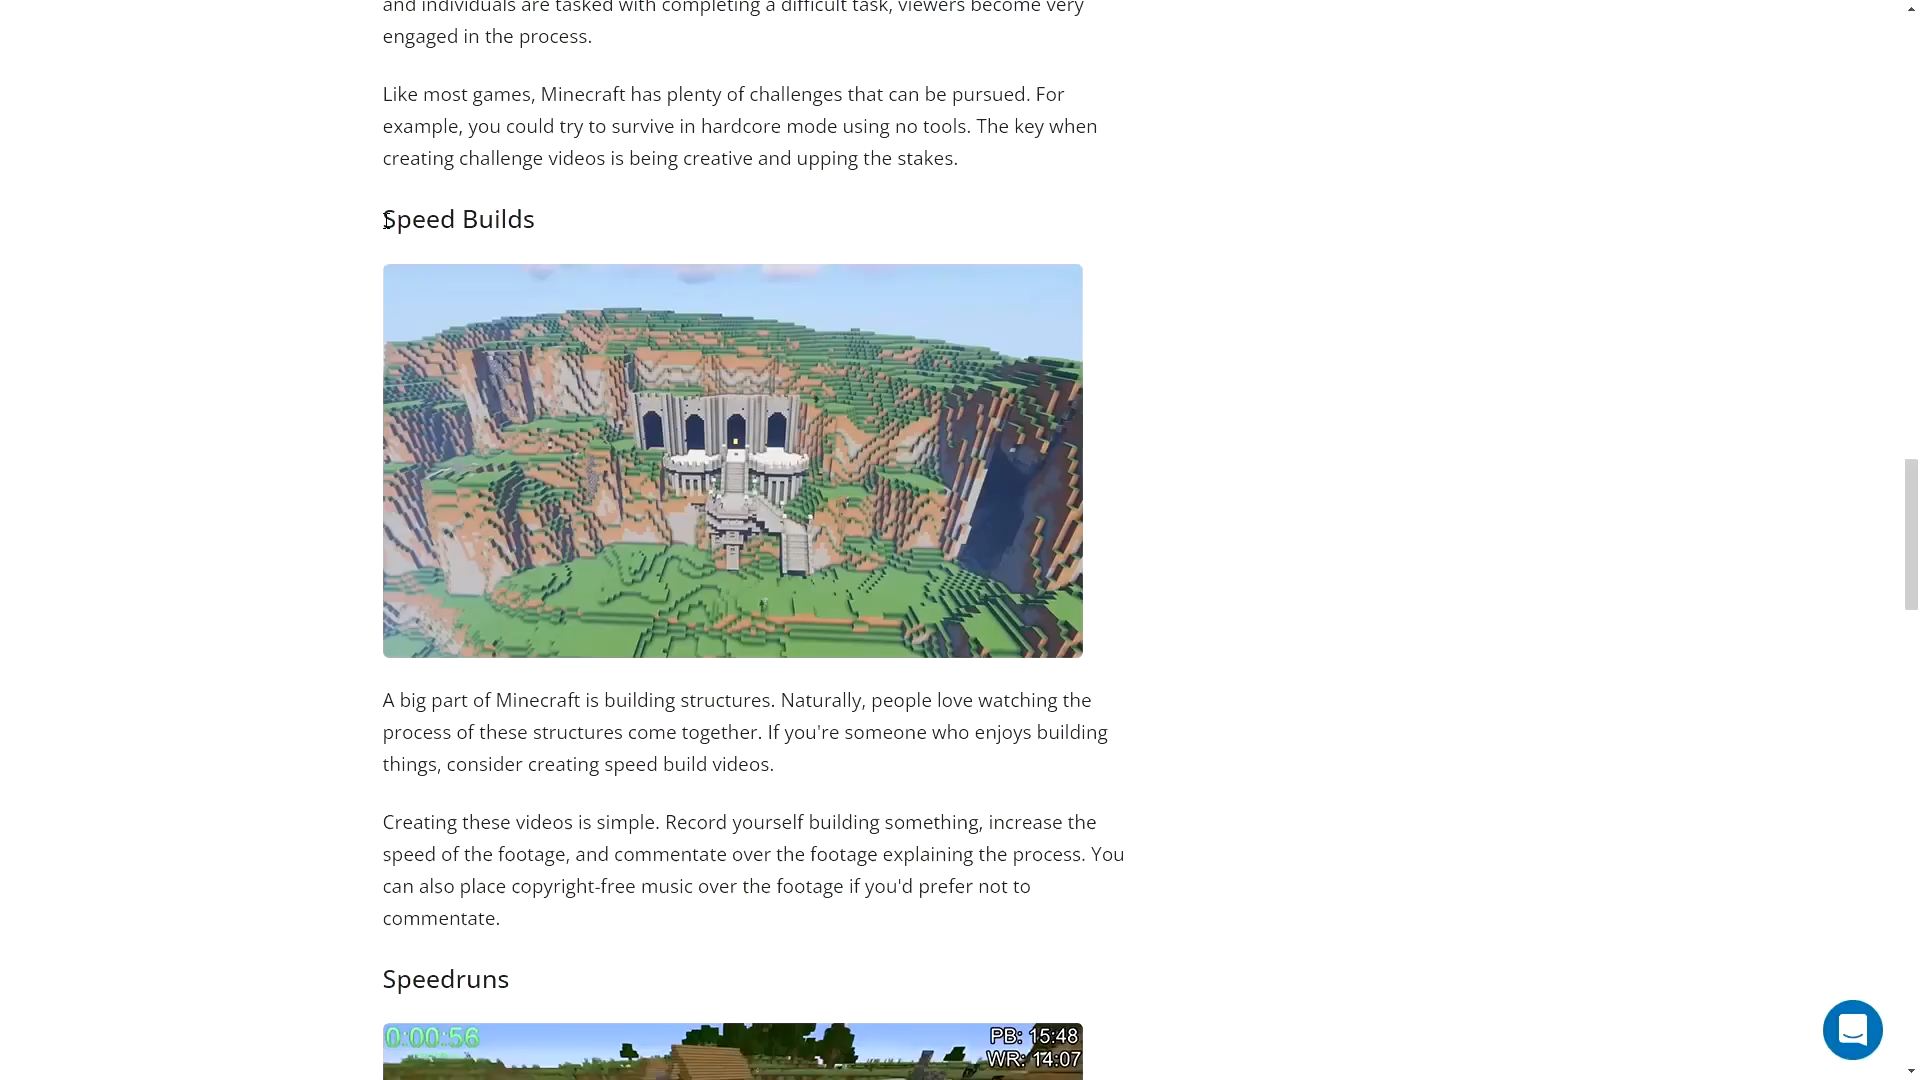 and individuals are tasked with completing a difficult task, viewers become very
engaged in the process.
Like most games, Minecraft has plenty of challenges that can be pursued. For
example, you could try to survive in hardcore mode using no tools. The key when
creating challenge videos is being creative and upping the stakes.
Speed Builds
A big part of Minecraft is building structures. Naturally, people love watching the
process of these structures come together. If you're someone who enjoys building
things, consider creating speed build videos.
Creating these videos is simple. Record yourself building something, increase the
speed of the footage, and commentate over the footage explaining the process. You
can also place copyright-free music over the footage if you'd prefer not to
commentate.
Speedruns
0:00:56
PB: 15:48
WR: 14:07